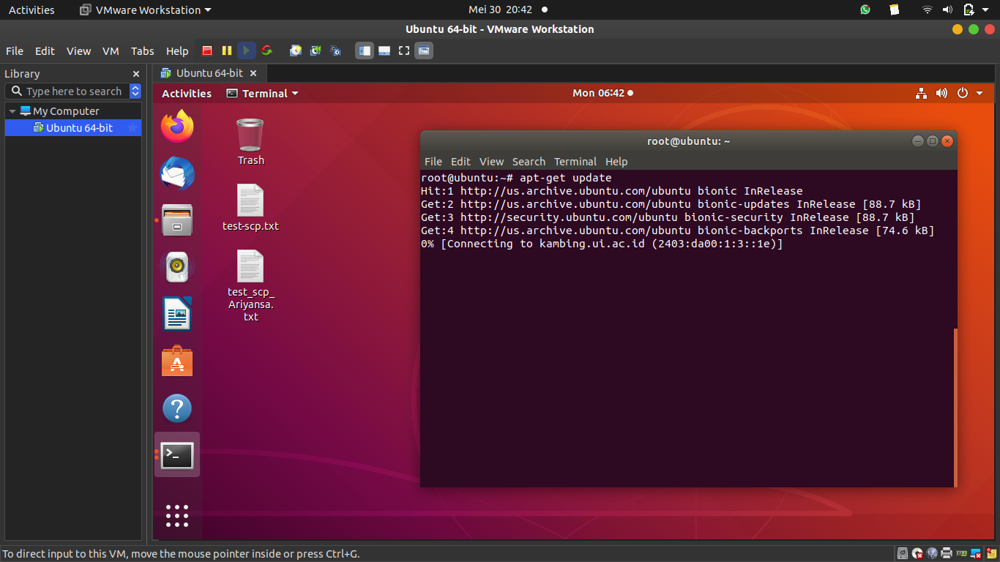 Activities
VMware Workstation
Mei 30 20:42
Ubuntu 64-bit - VMware Workstation
File Edit View VM Tabs Help
Library
Ubuntu 64-bit
Type here to search
My Computer
Ubuntu 64-bit
Activities
Terminal
Mon 06:42
Trash
test-scp.txt
test_scp_
Ariyansa.
txt
root@ubuntu: ~
File Edit View Search Terminal Help
root@ubuntu:~# apt-get update
Hit:1 http://us.archive.ubuntu.com/ubuntu bionic InRelease
Get:2 http://us.archive.ubuntu.com/ubuntu bionic-updates InRelease [88.7 kB]
Get:3 http://security.ubuntu.com/ubuntu bionic-security InRelease [88.7 kB]
Get:4 http://us.archive.ubuntu.com/ubuntu bionic-backports InRelease [74.6 kB]
0% [Connecting to kambing.ui.ac.id (2403:da00:1:3::1e)]
To direct input to this VM, move the mouse pointer inside or press Ctrl+G.